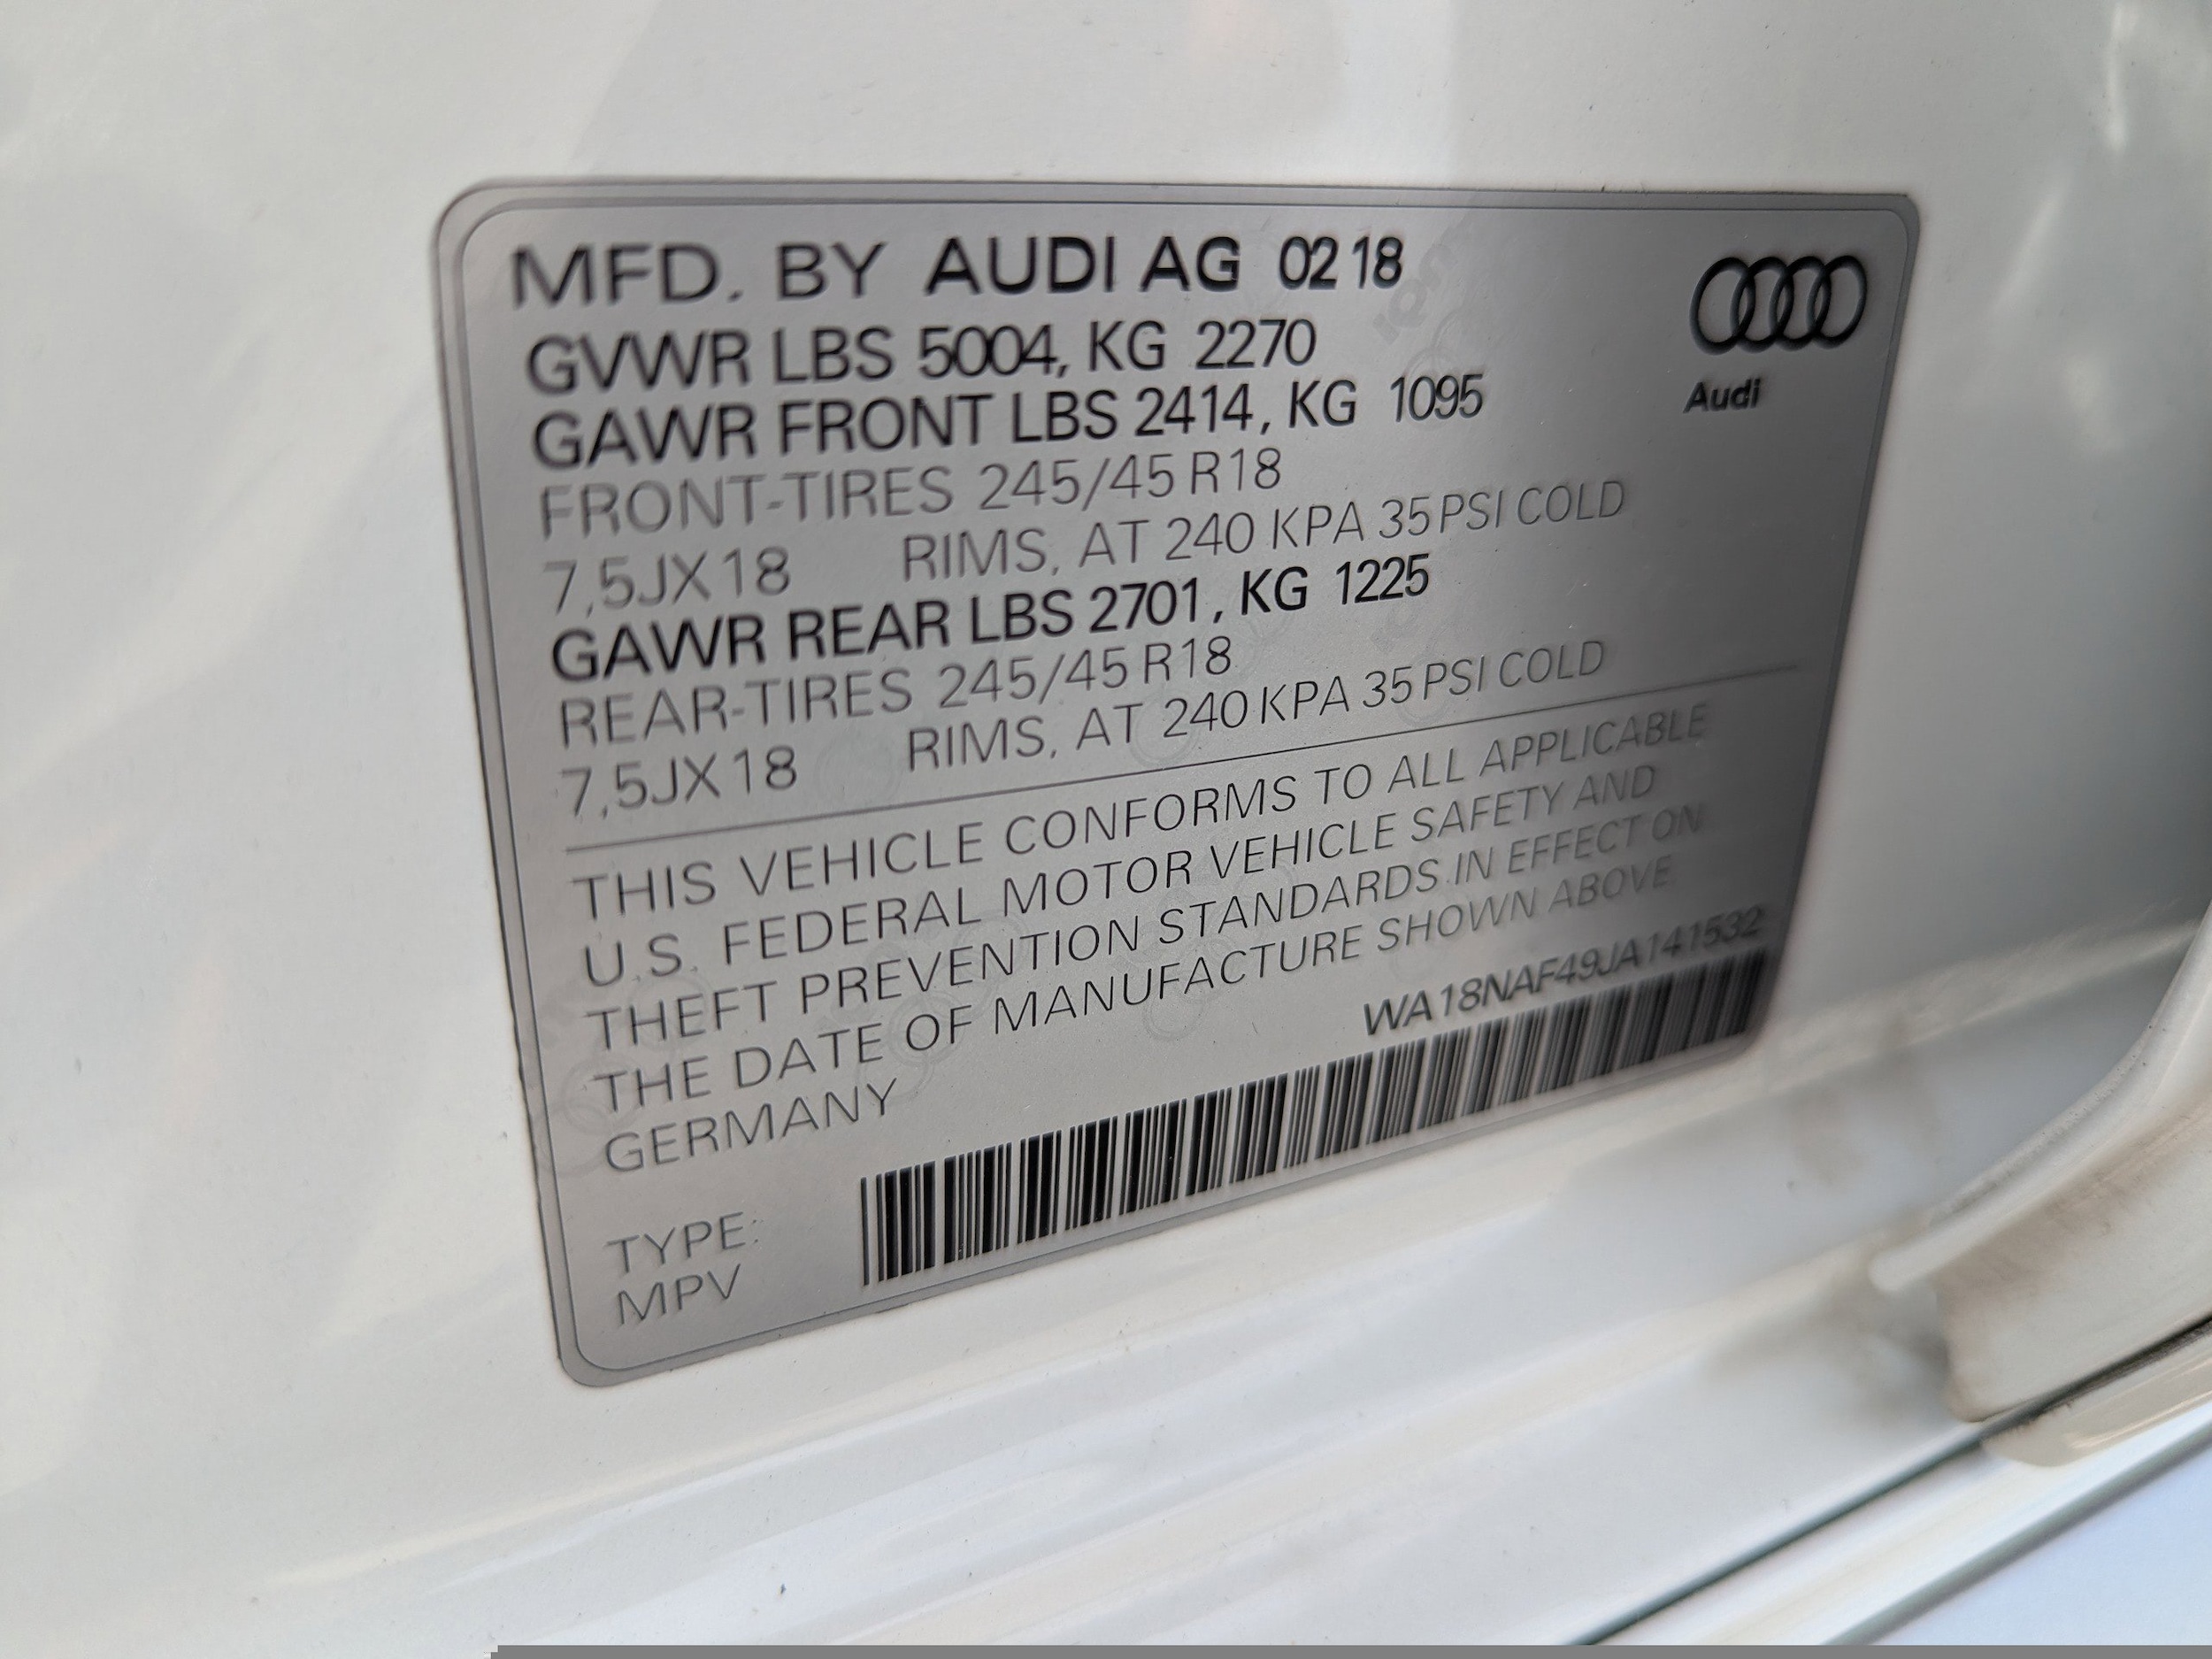 MFD. BY AUDI AG 02 18
GVWR LBS 5004, KG 2270
GAWR FRONT LBS 2414, KG 1095
FRONT-TIRES 245/45 R18
7,5JX18 RIMS, AT 240 KPA 35 PSI COLD
GAWR REAR LBS 2701, KG 1225
REAR-TIRES 245/45 R18
7,5JX18 RIMS, AT 240 KPA 35 PSI COLD
Audi
THIS VEHICLE CONFORMS TO ALL APPLICABLE
U.S. FEDERAL MOTOR VEHICLE SAFETY AND
THEFT PREVENTION STANDARDS IN EFFECT ON
THE DATE OF MANUFACTURE SHOWN ABOVE
GERMANY
WA18NAF49JA141532
TYPE:
MPV